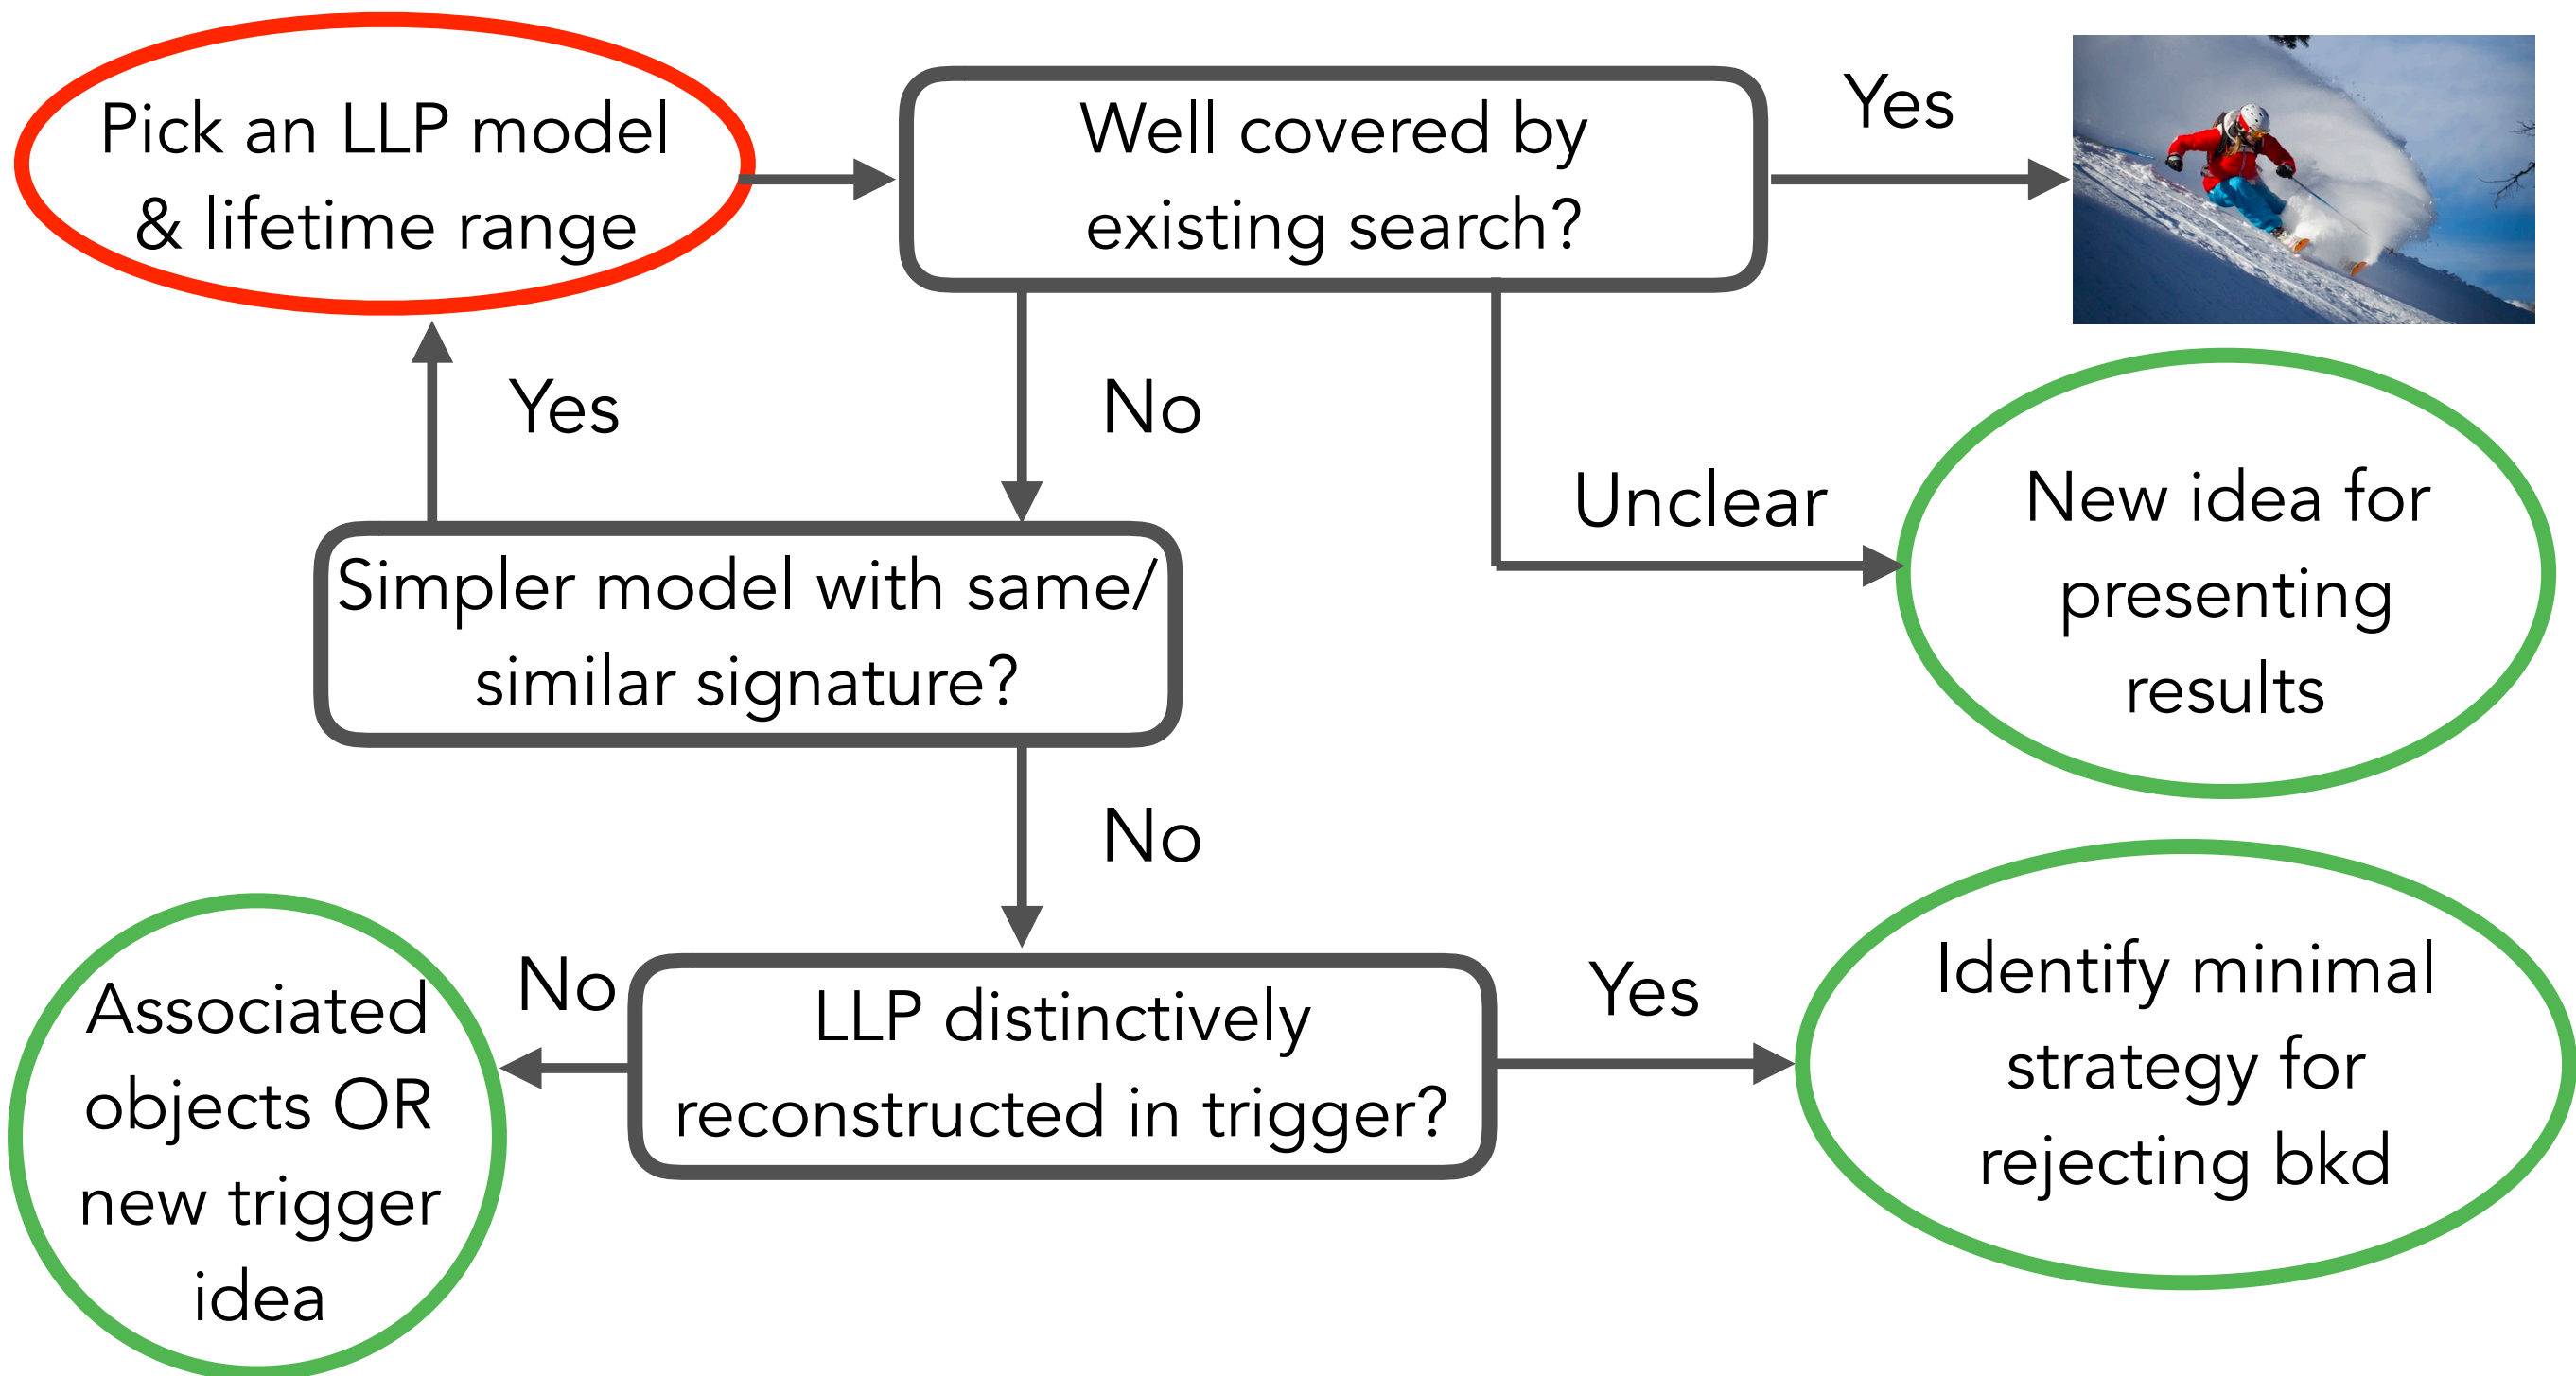 Pick an LLP model
& lifetime range
Well covered by
existing search?
Yes
Yes
No
Unclear
New idea for
presenting
results
Simpler model with same/
similar signature?
No
Associated
objects OR
new trigger
idea
No
LLP distinctively
reconstructed in trigger?
Yes
Identify minimal
strategy for
rejecting bkd